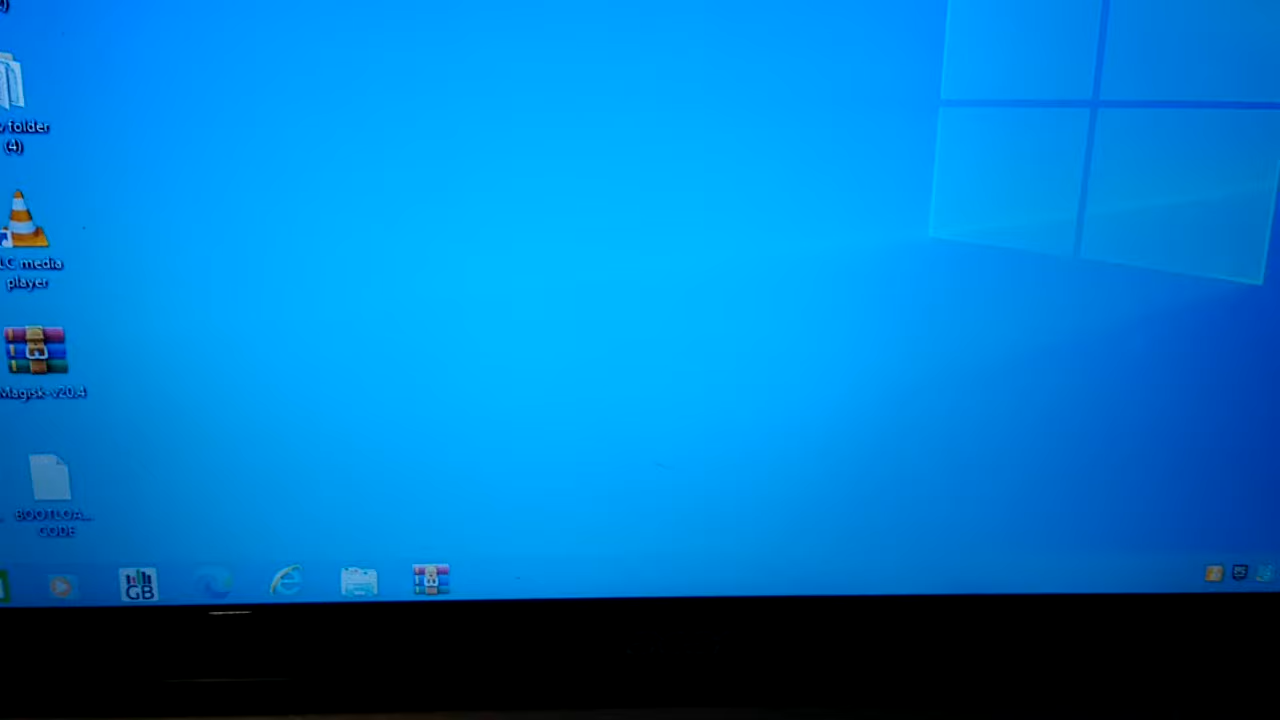 folder
(4)
LC media
player
Magisk-v20.4
BOOTLOA...
CODE
GB